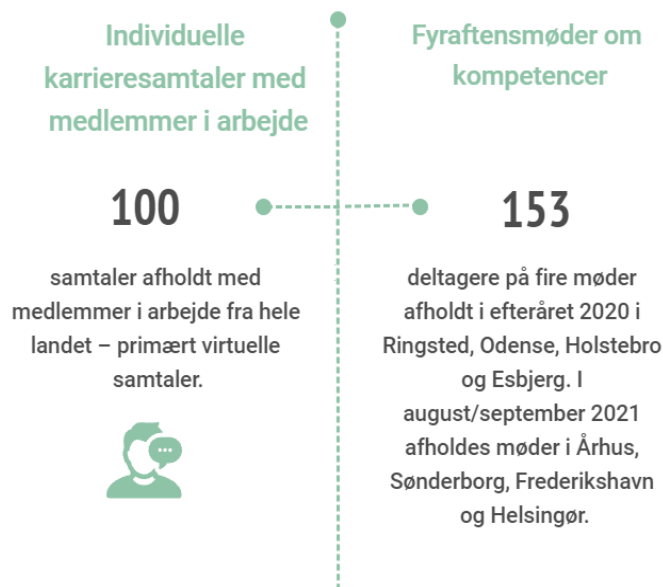 Individuelle
karrieresamtaler med
medlemmer i arbejde
100
samtaler afholdt med
medlemmer i arbejde fra hele
landet – primært virtuelle
samtaler.
Fyraftensmøder om
kompetencer
153
deltagere på fire møder
afholdt i efteråret 2020 i
Ringsted, Odense, Holstebro
og Esbjerg. I
august/september 2021
afholdes møder i Århus,
Sønderborg, Frederikshavn
og Helsingør.